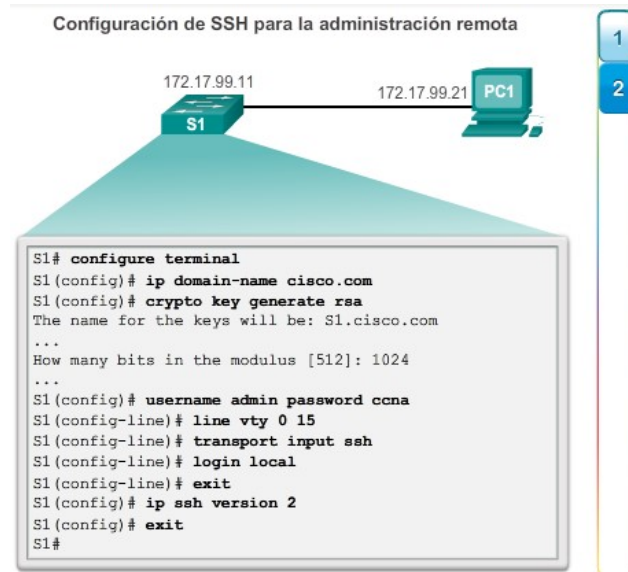 Configuración de SSH para la administración remota
1
2
172.17.99.11
172.17.99.21
PC1
S1
S1# configure terminal
S1(config)# ip domain-name cisco.com
S1(config)# crypto key generate rsa
The name for the keys will be: S1.cisco.com
...
How many bits in the modulus [512]: 1024
...
S1(config)# username admin password ccna
S1(config-line)# line vty 0 15
S1(config-line)# transport input ssh
S1(config-line)# login local
S1(config-line)# exit
S1(config)# ip ssh version 2
S1(config)# exit
S1#